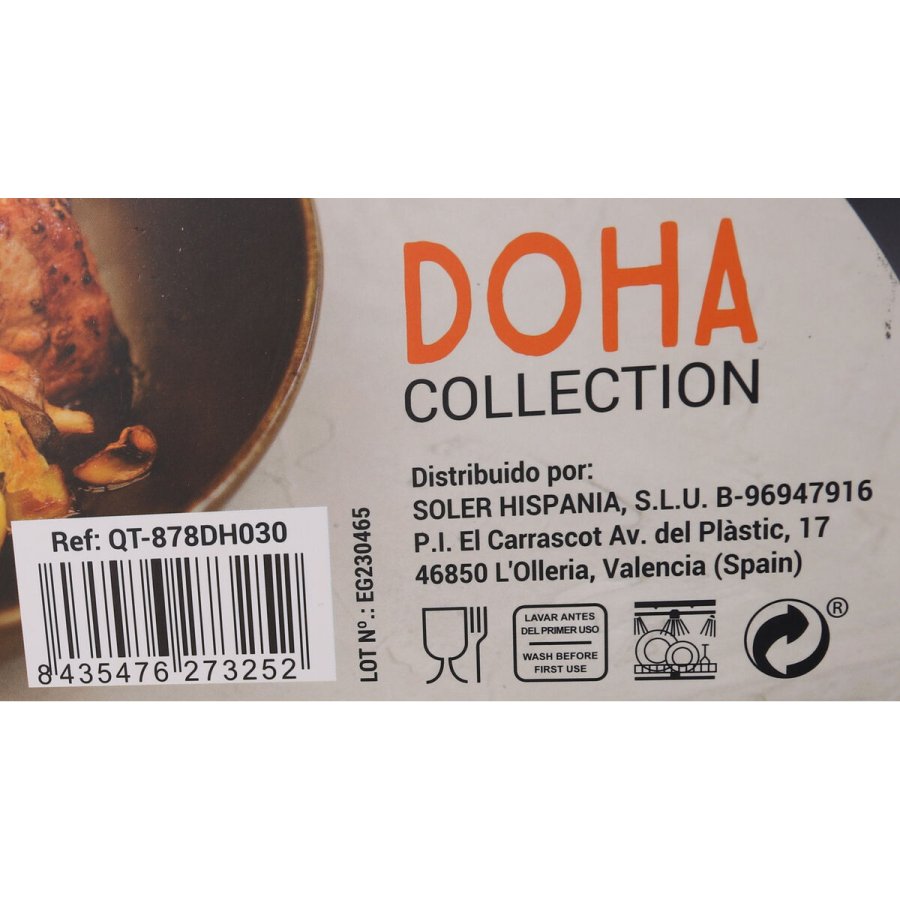 DOHA
COLLECTION
Distribuido por:
SOLER HISPANIA, S.L.U. B-96947916
P.I. El Carrascot Av. del Plàstic, 17
46850 L'Olleria, Valencia (Spain)
LAVAR ANTES
DEL PRIMER USO
WASH BEFORE
FIRST USE
®
LOT Nº.: EG230465
Ref: QT-878DH030
8 435476 273252